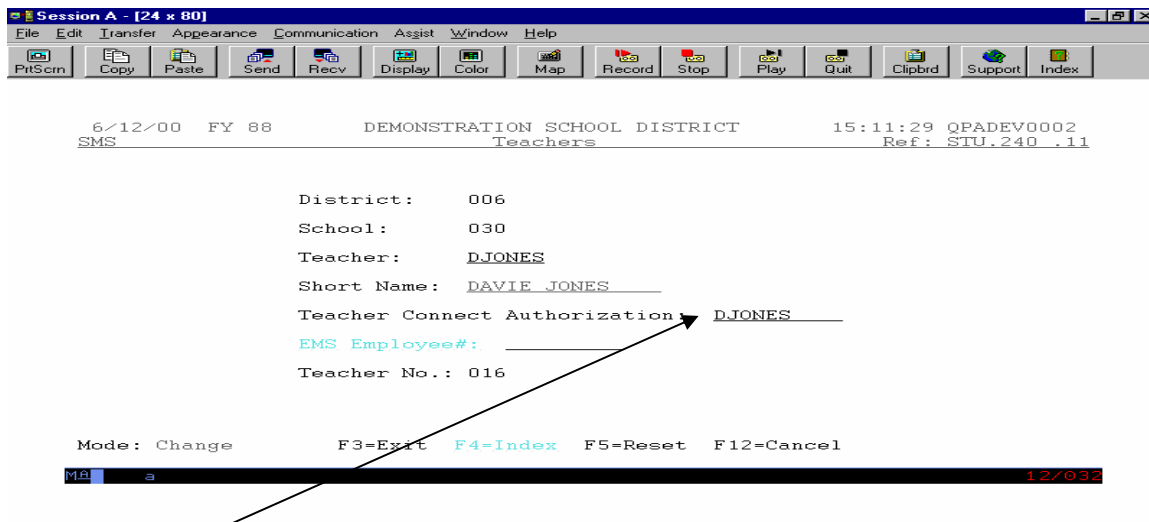 Session A - [24 x 80]
File Edit Transfer Appearance Communication Assist Window Help
PrtScrn Copy Paste Send Recv Display Color Map Record Stop Play Quit Clipbrd Support Index
6/12/00 FY 88 DEMONSTRATION SCHOOL DISTRICT 15:11:29 QPADEV0002
SMS Teachers Ref: STU.240 .11
District: 006
School: 030
Teacher: DJONES
Short Name: DAVIE JONES
Teacher Connect Authorization: DJONES
EMS Employee#:
Teacher No.: 016
Mode: Change F3=Exit F4=Index F5=Reset F12=Cancel
MA a 12/032